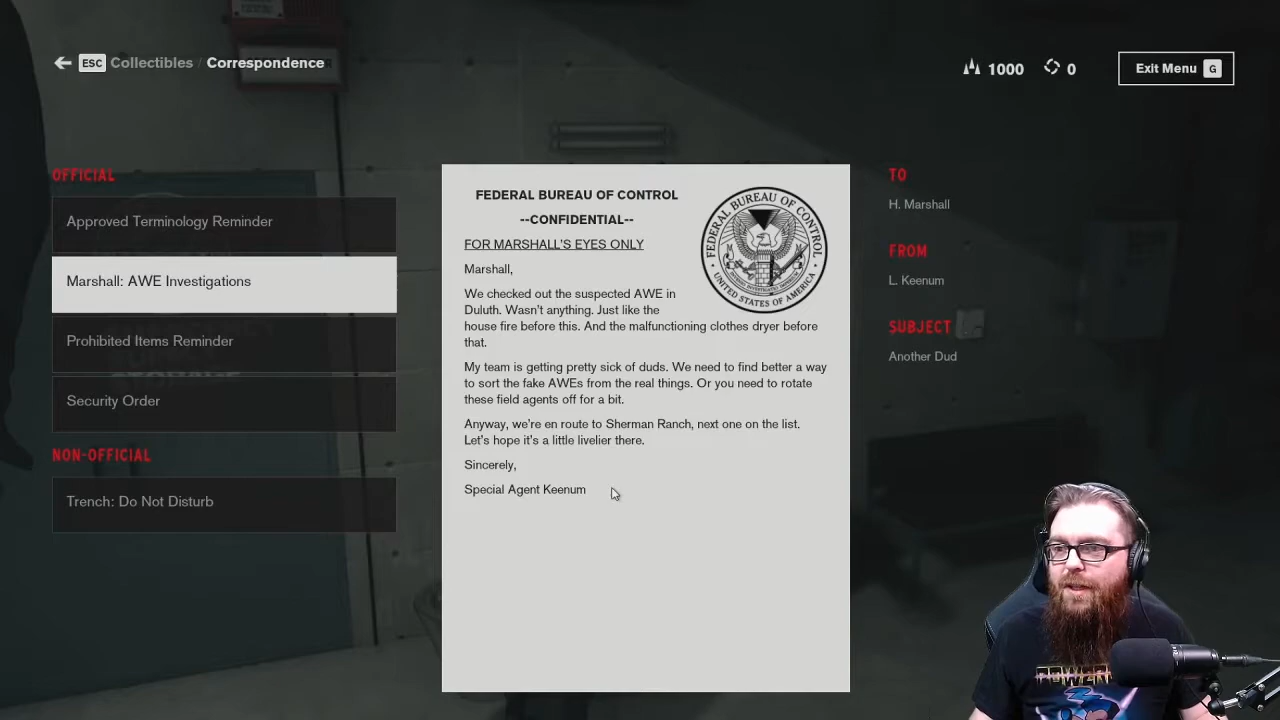 ESC Collectibles / Correspondence
1000
0
Exit Menu G
OFFICIAL
Approved Terminology Reminder
Marshall: AWE Investigations
Prohibited Items Reminder
Security Order
NON-OFFICIAL
Trench: Do Not Disturb
FEDERAL BUREAU OF CONTROL
--CONFIDENTIAL--
FOR MARSHALL'S EYES ONLY
FEDERAL BUREAU OF CONTROL
UNITED STATES OF AMERICA
Marshall,
We checked out the suspected AWE in
Duluth. Wasn't anything. Just like the
house fire before this. And the malfunctioning clothes dryer before
that.
My team is getting pretty sick of duds. We need to find better a way
to sort the fake AWEs from the real things. Or you need to rotate
these field agents off for a bit.
Anyway, we're en route to Sherman Ranch, next one on the list.
Let's hope it's a little livelier there.
Sincerely,
Special Agent Keenum
TO
H. Marshall
FROM
L. Keenum
SUBJECT
Another Dud